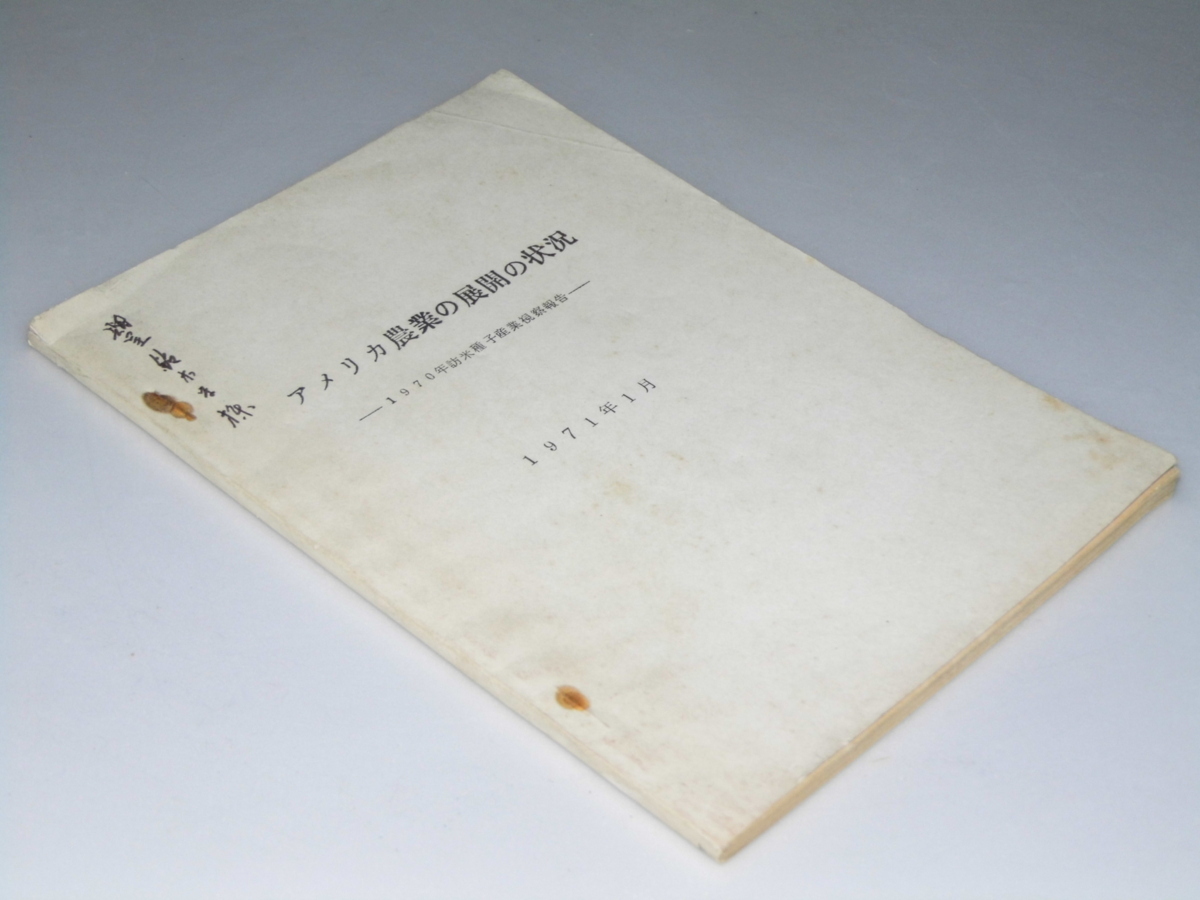 アメリカ農業の展開の状況
―1970年訪米種子産業視察報告―
1971年1月
様